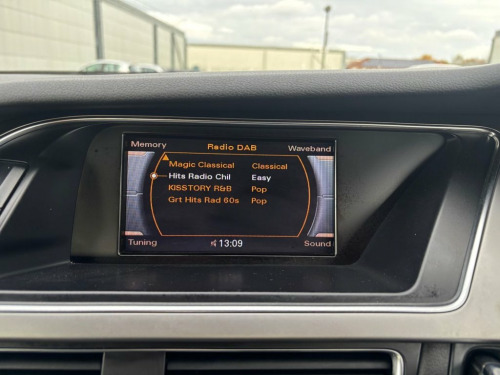 Memory Radio DAB Waveband
Magic Classical Classical
Hits Radio Chil Easy
KISSTORY R&B Pop
Grt Hits Rad 60s Pop
Tuning 13:09 Sound